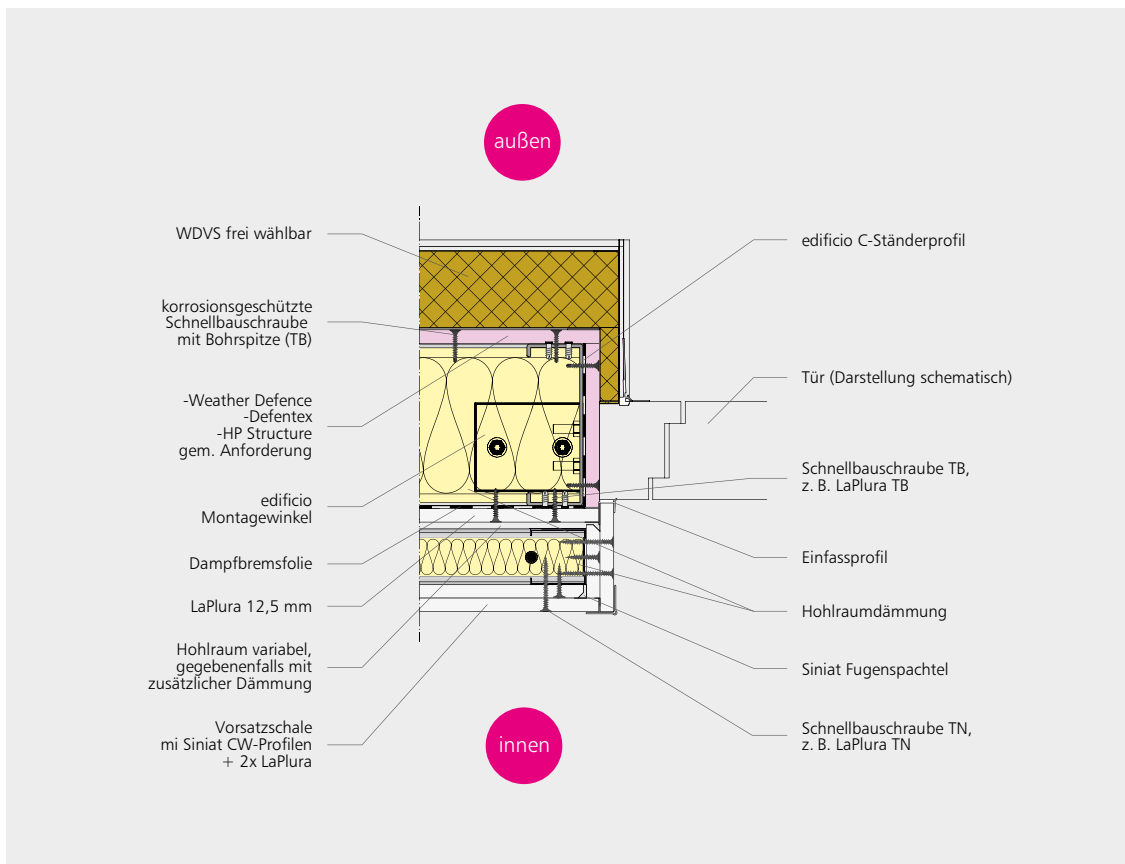 außen
WDVS frei wählbar
korrosionsgeschützte
Schnellbauschraube
mit Bohrspitze (TB)
-Weather Defence
-Defentex
-HP Structure
gem. Anforderung
edificio
Montagewinkel
Dampfbremsfolie
LaPlura 12,5 mm
Hohlraum variabel,
gegebenenfalls mit
zusätzlicher Dämmung
Vorsatzschale
mi Siniat CW-Profilen
+ 2x LaPlura
edificio C-Ständerprofil
Tür (Darstellung schematisch)
Schnellbauschraube TB,
z. B. LaPlura TB
Einfassprofil
Hohlraumdämmung
Siniat Fugenspachtel
Schnellbauschraube TN,
z. B. LaPlura TN
innen